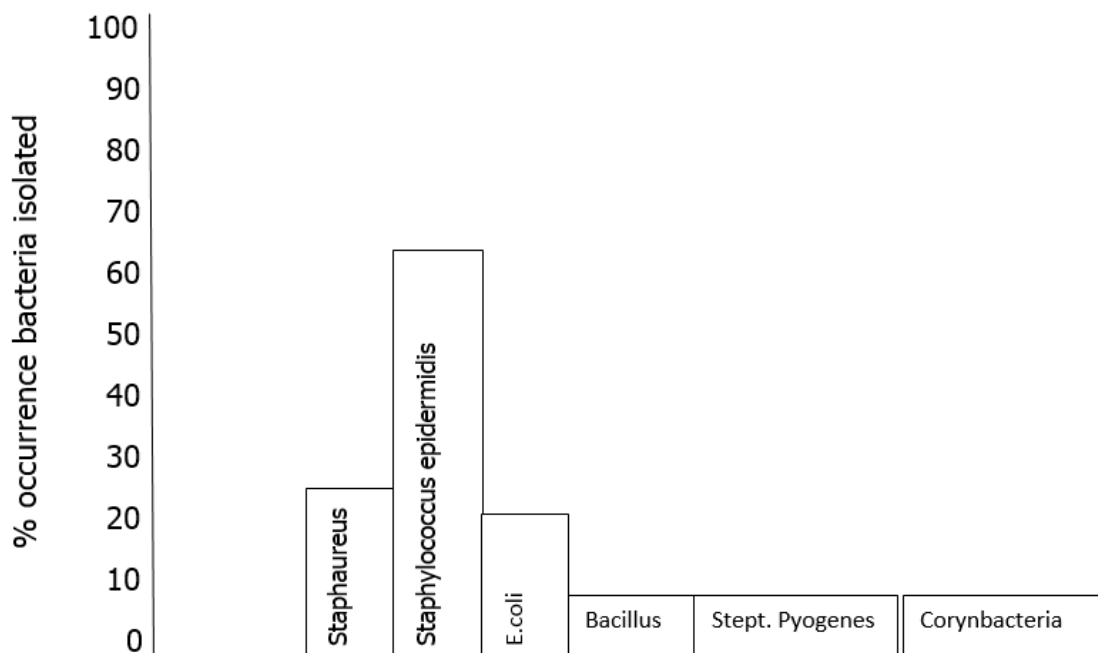 % occurrence bacteria isolated
100
90
80
70
60
50
40
30
20
10
0
Staphaureus
Staphylococcus epidermidis
E.coli
Bacillus
Stept. Pyogenes
Corynbacteria